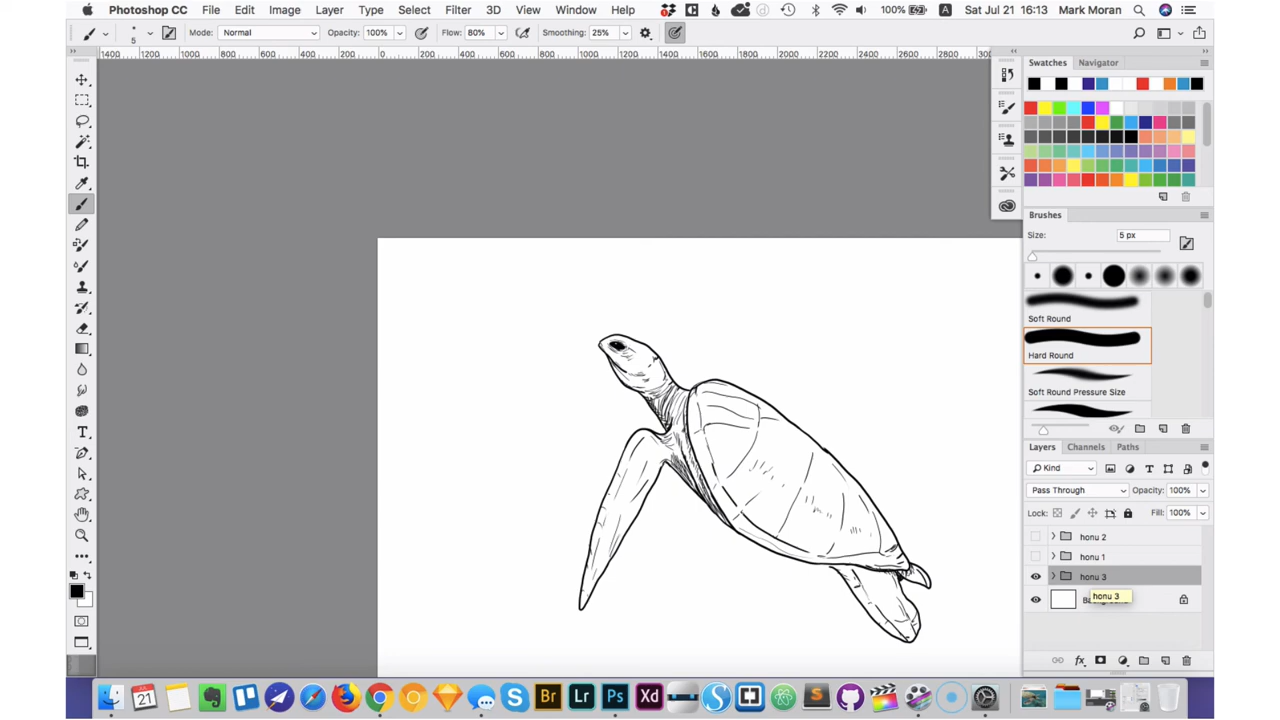 Photoshop CC File Edit Image Layer Type Select Filter 3D View Window Help 100% A Sat Jul 21 16:13 Mark Moran
5 Mode: Normal Opacity: 100% Flow: 80% Smoothing: 25%
1400 1200 1000 800 600 400 200 0 200 400 600 800 1000 1200 1400 1600 1800 2000 2200 2400 2600 2800
Swatches Navigator
Brushes
Size: 5 px
Soft Round
Hard Round
Soft Round Pressure Size
Layers Channels Paths
Kind
Pass Through Opacity: 100%
Lock: Fill: 100%
honu 2
honu 1
honu 3
honu 3
JUL 21 Br Lr Ps Xd S